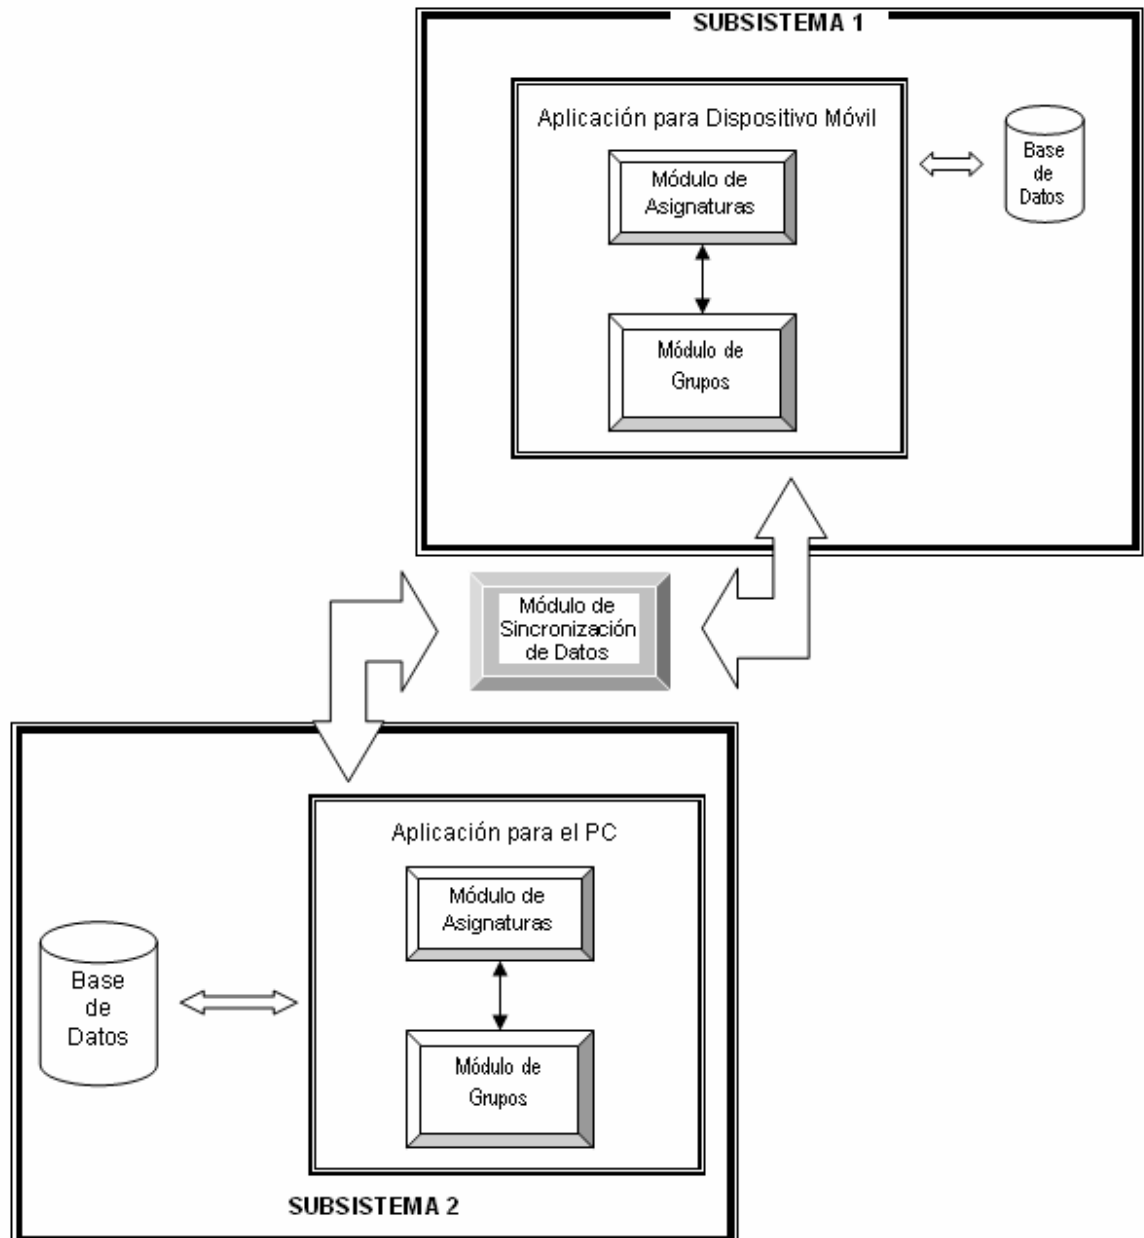 SUBSISTEMA 1
Aplicación para Dispositivo Móvil
Módulo de
Asignaturas
Base
de
Datos
Módulo de
Grupos
Módulo de
Sincronización
de Datos
Aplicación para el PC
Módulo de
Asignaturas
Base
de
Datos
Módulo de
Grupos
SUBSISTEMA 2